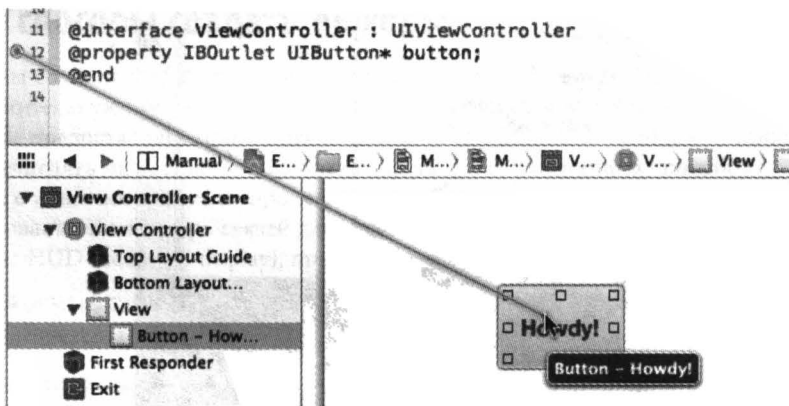 11 @interface ViewController : UIViewController
12 @property IBOutlet UIButton* button;
13 @end
14
Manual E... E... M... M... V... V... View
View Controller Scene
View Controller
Top Layout Guide
Bottom Layout...
View
Button - How...
First Responder
Exit
Howdy!
Button - Howdy!